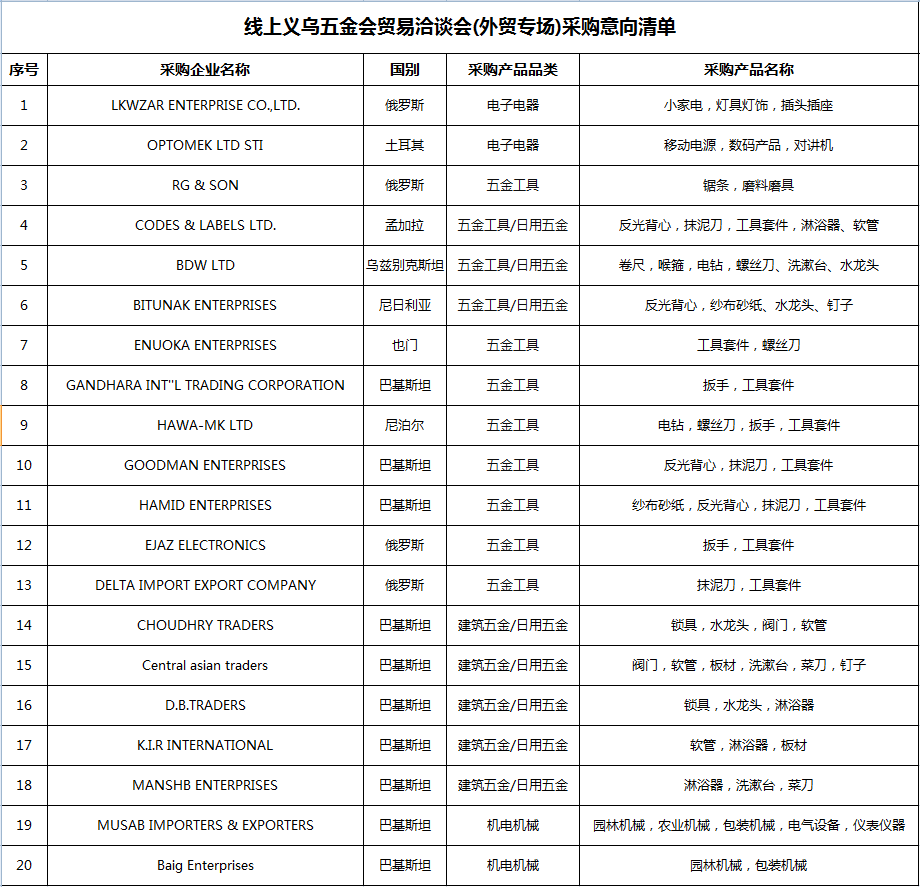 线上义乌五金会贸易洽谈会(外贸专场)采购意向清单
序号 采购企业名称 国别 采购产品品类 采购产品名称
1 LKWZAR ENTERPRISE CO.,LTD. 俄罗斯 电子电器 小家电，灯具灯饰，插头插座
2 OPTOMEK LTD STI 土耳其 电子电器 移动电源，数码产品，对讲机
3 RG & SON 俄罗斯 五金工具 锯条，磨料磨具
4 CODES & LABELS LTD. 孟加拉 五金工具/日用五金 反光背心，抹泥刀，工具套件，淋浴器、软管
5 BDW LTD 乌兹别克斯坦 五金工具/日用五金 卷尺，喉箍，电钻，螺丝刀、洗漱台、水龙头
6 BITUNAK ENTERPRISES 尼日利亚 五金工具/日用五金 反光背心，纱布砂纸、水龙头、钉子
7 ENUOKA ENTERPRISES 也门 五金工具 工具套件，螺丝刀
8 GANDHARA INT''L TRADING CORPORATION 巴基斯坦 五金工具 扳手，工具套件
9 HAWA-MK LTD 尼泊尔 五金工具 电钻，螺丝刀，扳手，工具套件
10 GOODMAN ENTERPRISES 巴基斯坦 五金工具 反光背心，抹泥刀，工具套件
11 HAMID ENTERPRISES 巴基斯坦 五金工具 纱布砂纸，反光背心，抹泥刀，工具套件
12 EJAZ ELECTRONICS 俄罗斯 五金工具 扳手，工具套件
13 DELTA IMPORT EXPORT COMPANY 俄罗斯 五金工具 抹泥刀，工具套件
14 CHOUDHRY TRADERS 巴基斯坦 建筑五金/日用五金 锁具，水龙头，阀门，软管
15 Central asian traders 巴基斯坦 建筑五金/日用五金 阀门，软管，板材，洗漱台，菜刀，钉子
16 D.B.TRADERS 巴基斯坦 建筑五金/日用五金 锁具，水龙头，淋浴器
17 K.I.R INTERNATIONAL 巴基斯坦 建筑五金/日用五金 软管，淋浴器，板材
18 MANSHB ENTERPRISES 巴基斯坦 建筑五金/日用五金 淋浴器，洗漱台，菜刀
19 MUSAB IMPORTERS & EXPORTERS 巴基斯坦 机电机械 园林机械，农业机械，包装机械，电气设备，仪表仪器
20 Baig Enterprises 巴基斯坦 机电机械 园林机械，包装机械